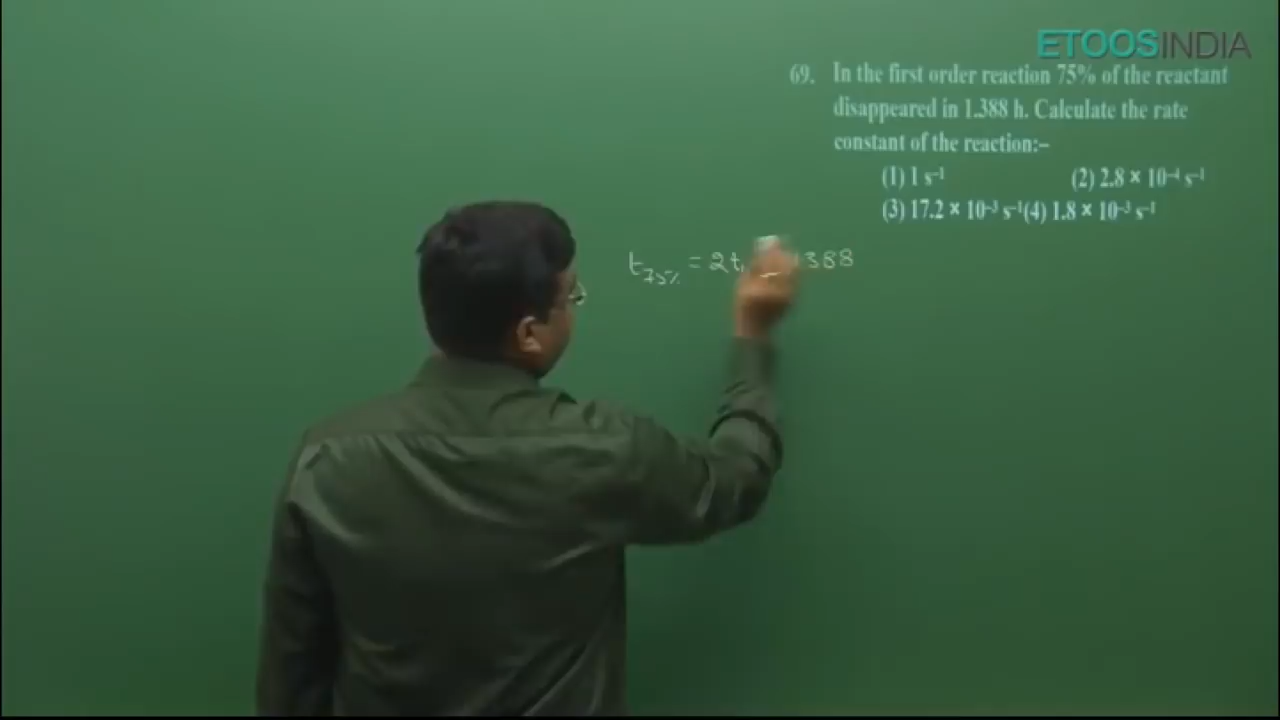 ETOOSINDIA
69. In the first order reaction 75% of the reactant
disappeared in 1.388 h. Calculate the rate
constant of the reaction:–
(1) 1 s⁻¹ (2) 2.8 × 10⁻⁴ s⁻¹
(3) 17.2 × 10⁻³ s⁻¹ (4) 1.8 × 10⁻³ s⁻¹
t75% = 2t 1388